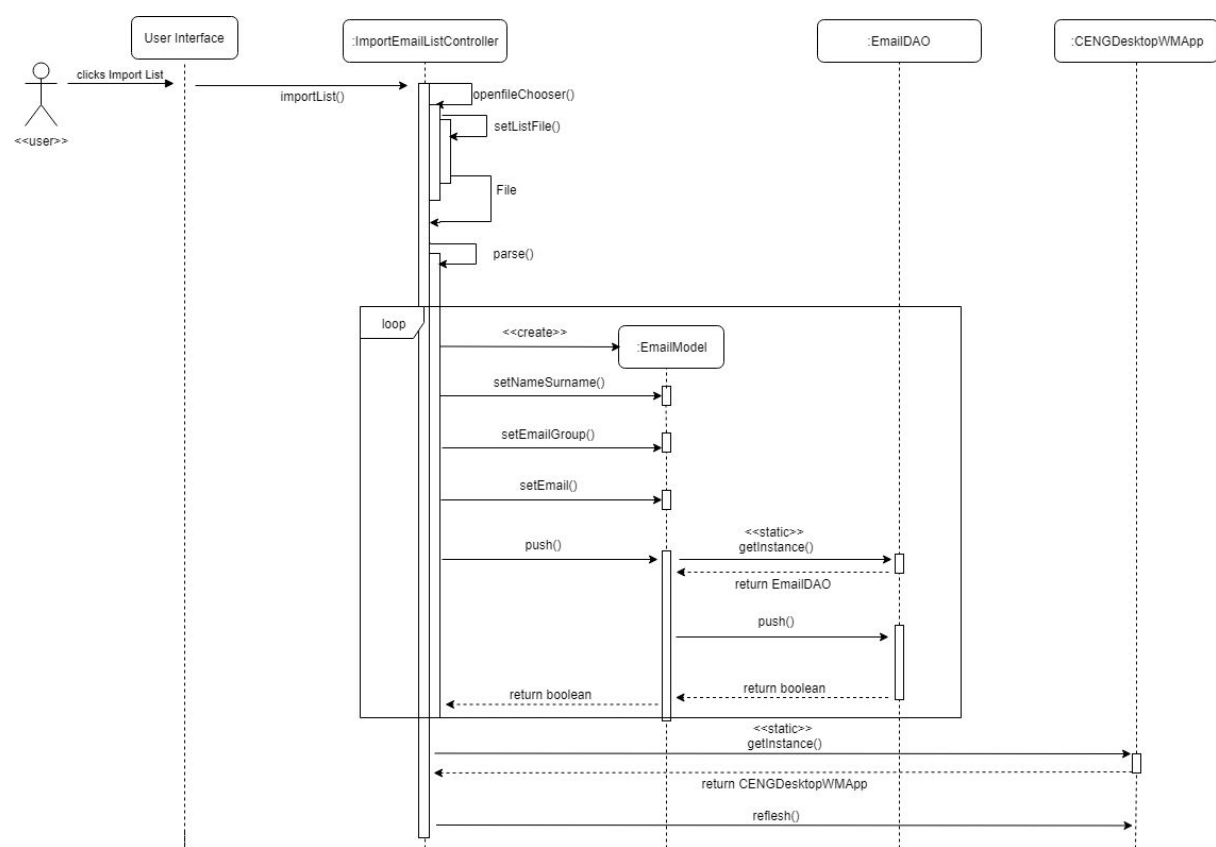 User Interface
:ImportEmailListController
:EmailDAO
:CENGDesktopWMApp
clicks Import List
importList()
openfileChooser()
<<user>>
setListFile()
File
parse()
loop
<<create>>
:EmailModel
setNameSurname()
setEmailGroup()
setEmail()
push()
<<static>>
getInstance()
return EmailDAO
push()
return boolean
return boolean
<<static>>
getInstance()
return CENGDesktopWMApp
reflesh()